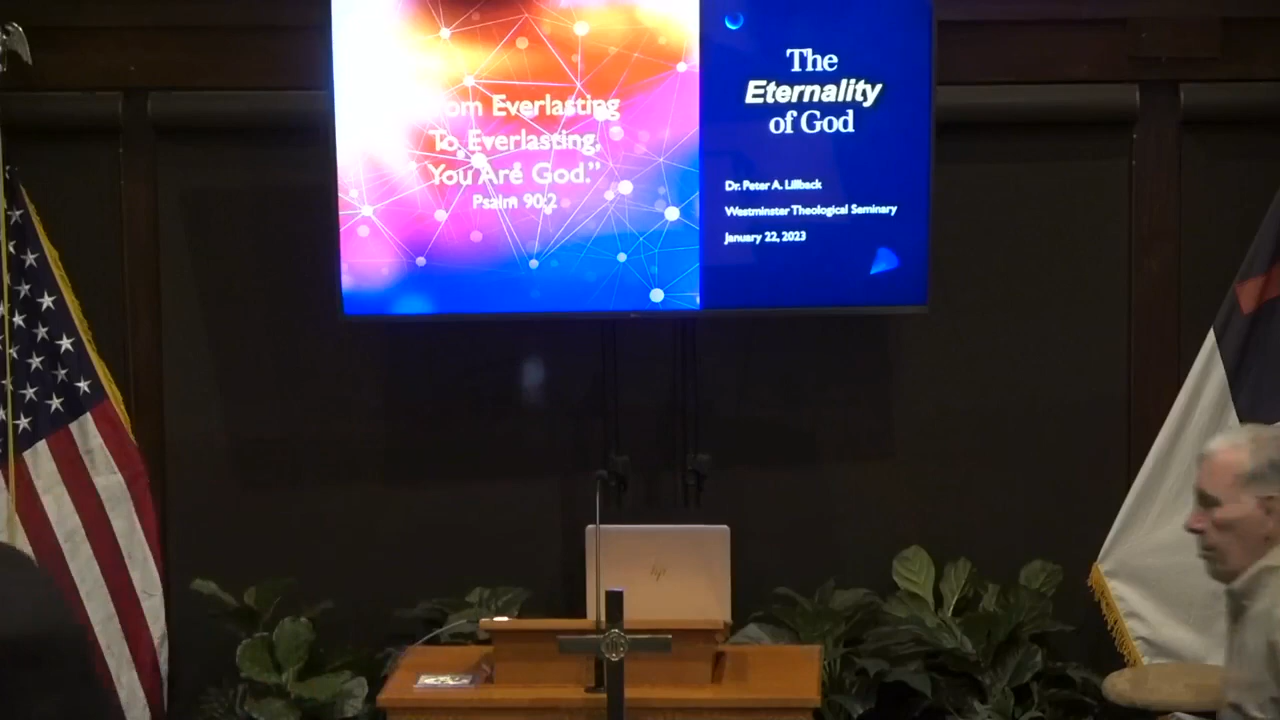 om Everlasting
To Everlasting,
You Are God.”
Psalm 90:2
The
Eternality
of God
Dr. Peter A. Lillback
Westminster Theological Seminary
January 22, 2023
hp